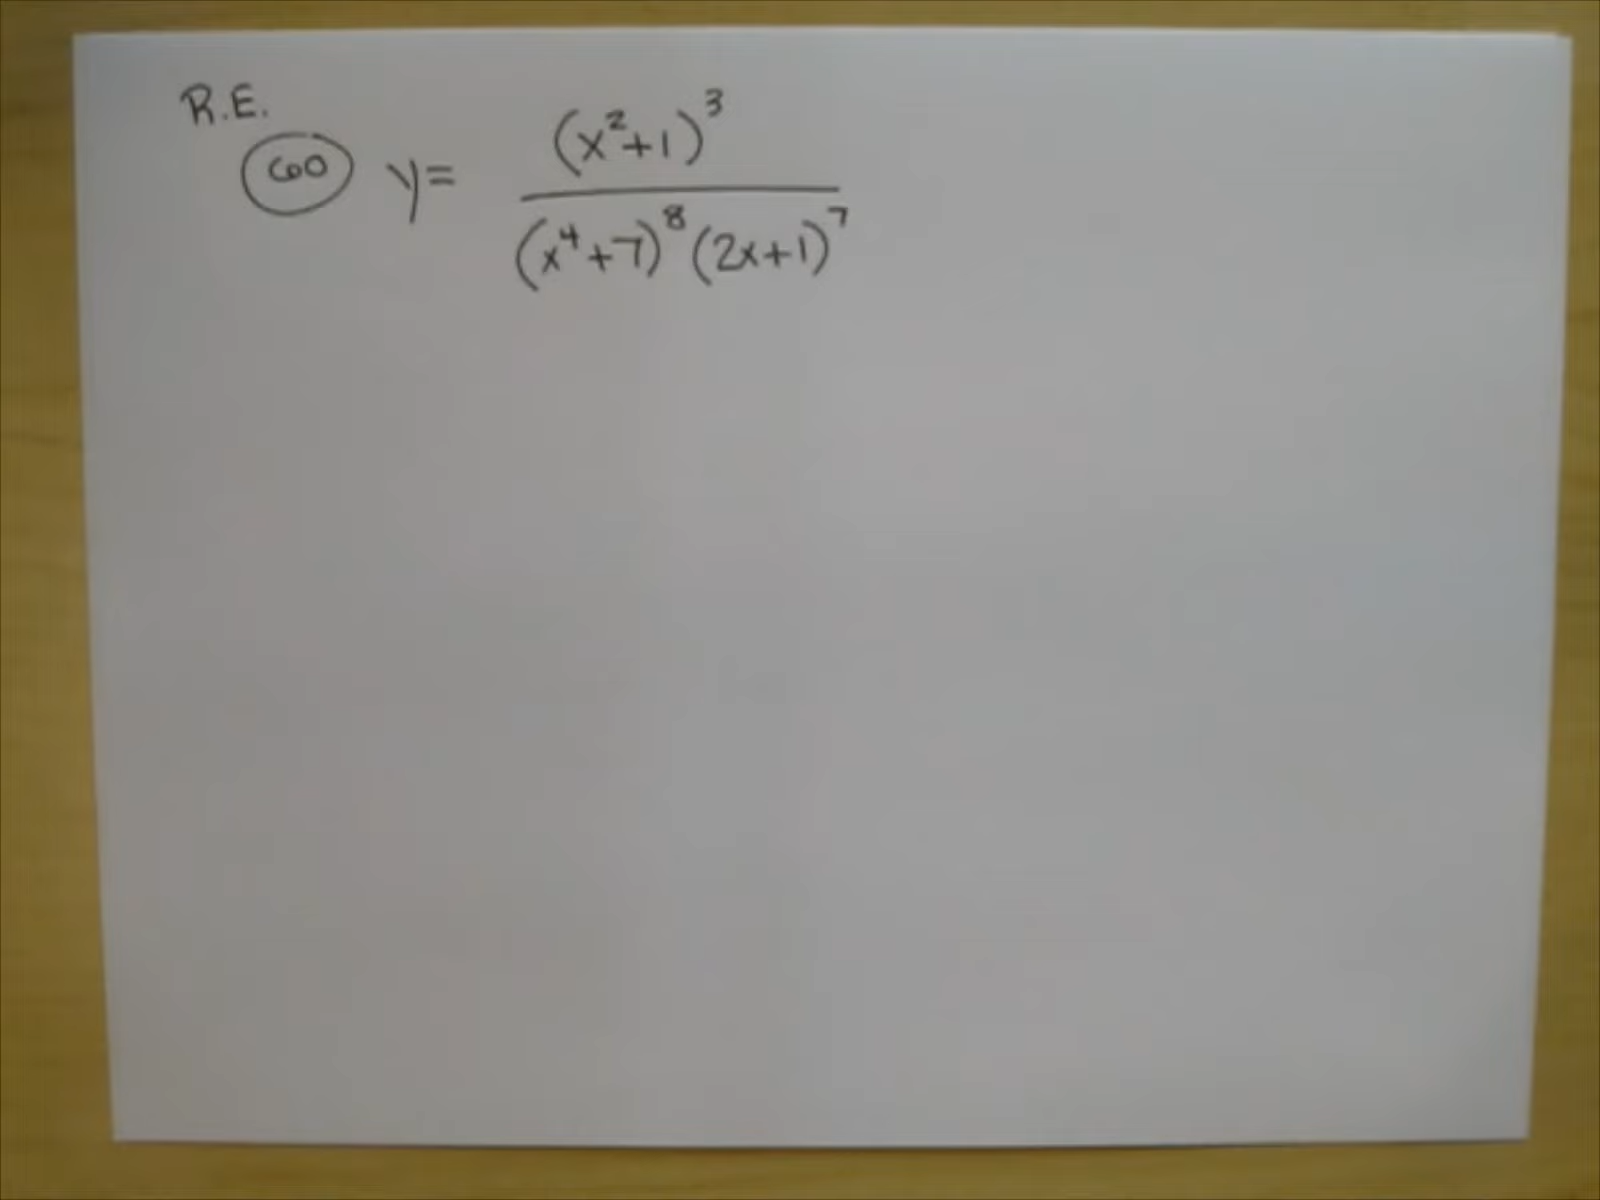 R.E.
60 y= (x²+1)³
(x⁴+7)⁸(2x+1)⁷